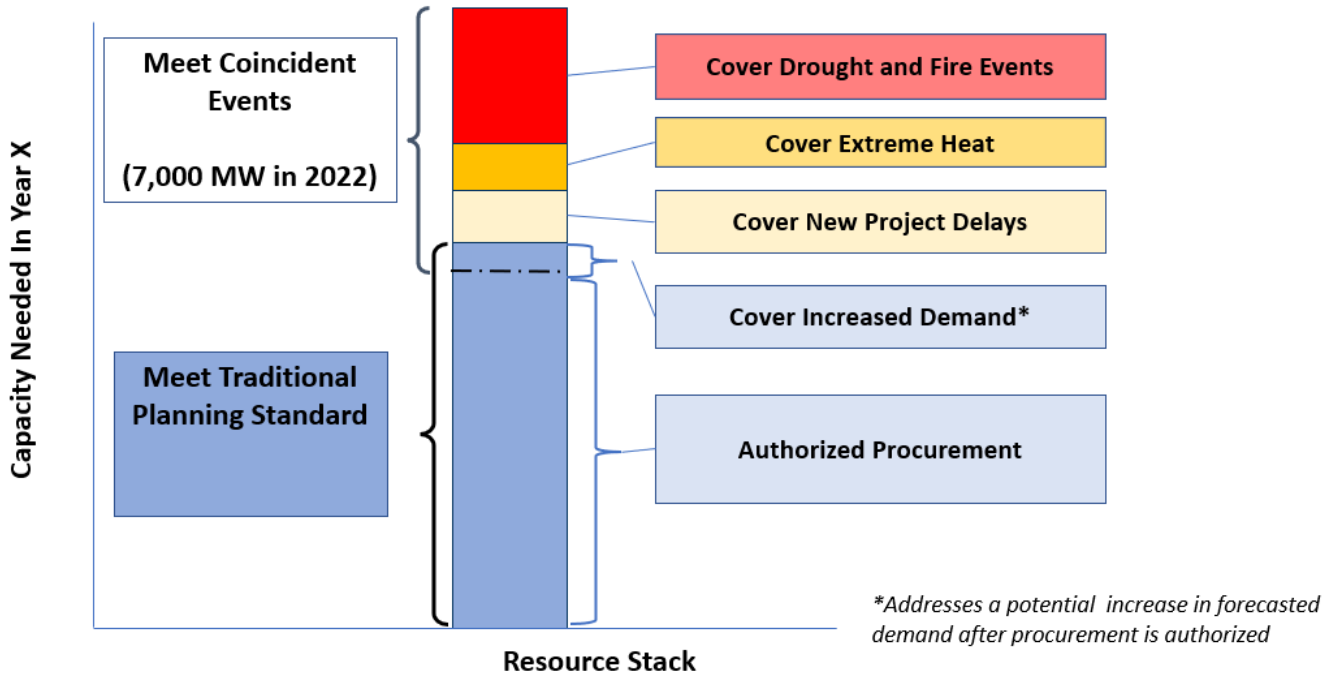 Capacity Needed In Year X
Meet Coincident
Events
(7,000 MW in 2022)
Meet Traditional
Planning Standard
Cover Drought and Fire Events
Cover Extreme Heat
Cover New Project Delays
Cover Increased Demand*
Authorized Procurement
*Addresses a potential increase in forecasted
demand after procurement is authorized
Resource Stack